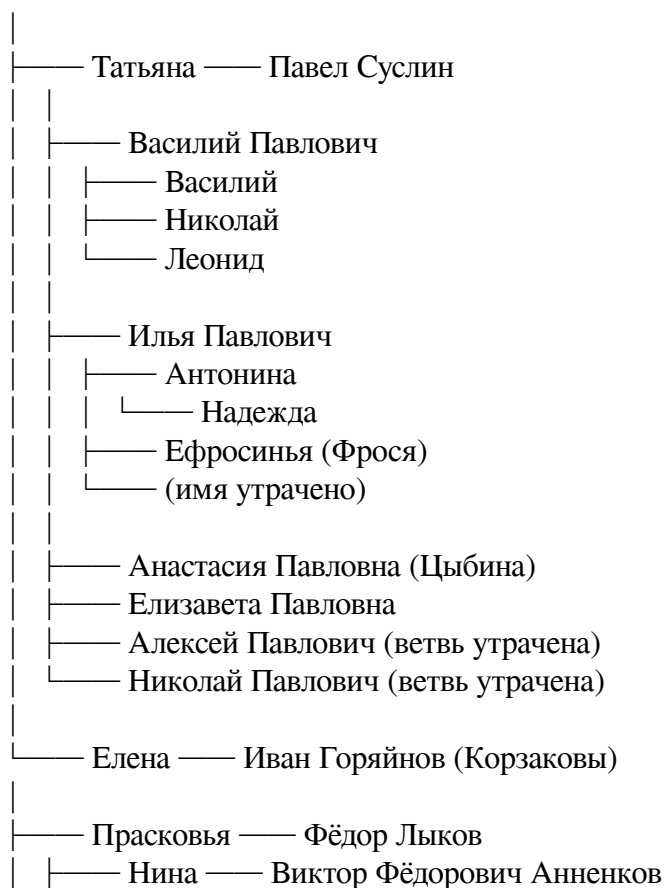 Татьяна —— Павел Суслин
Василий Павлович
Василий
Николай
Леонид
Илья Павлович
Антонина
Надежда
Ефросинья (Фрося)
(имя утрачено)
Анастасия Павловна (Цыбина)
Елизавета Павловна
Алексей Павлович (ветвь утрачена)
Николай Павлович (ветвь утрачена)
Елена —— Иван Горяйнов (Корзаковы)
Прасковья —— Фёдор Лыков
Нина —— Виктор Фёдорович Анненков